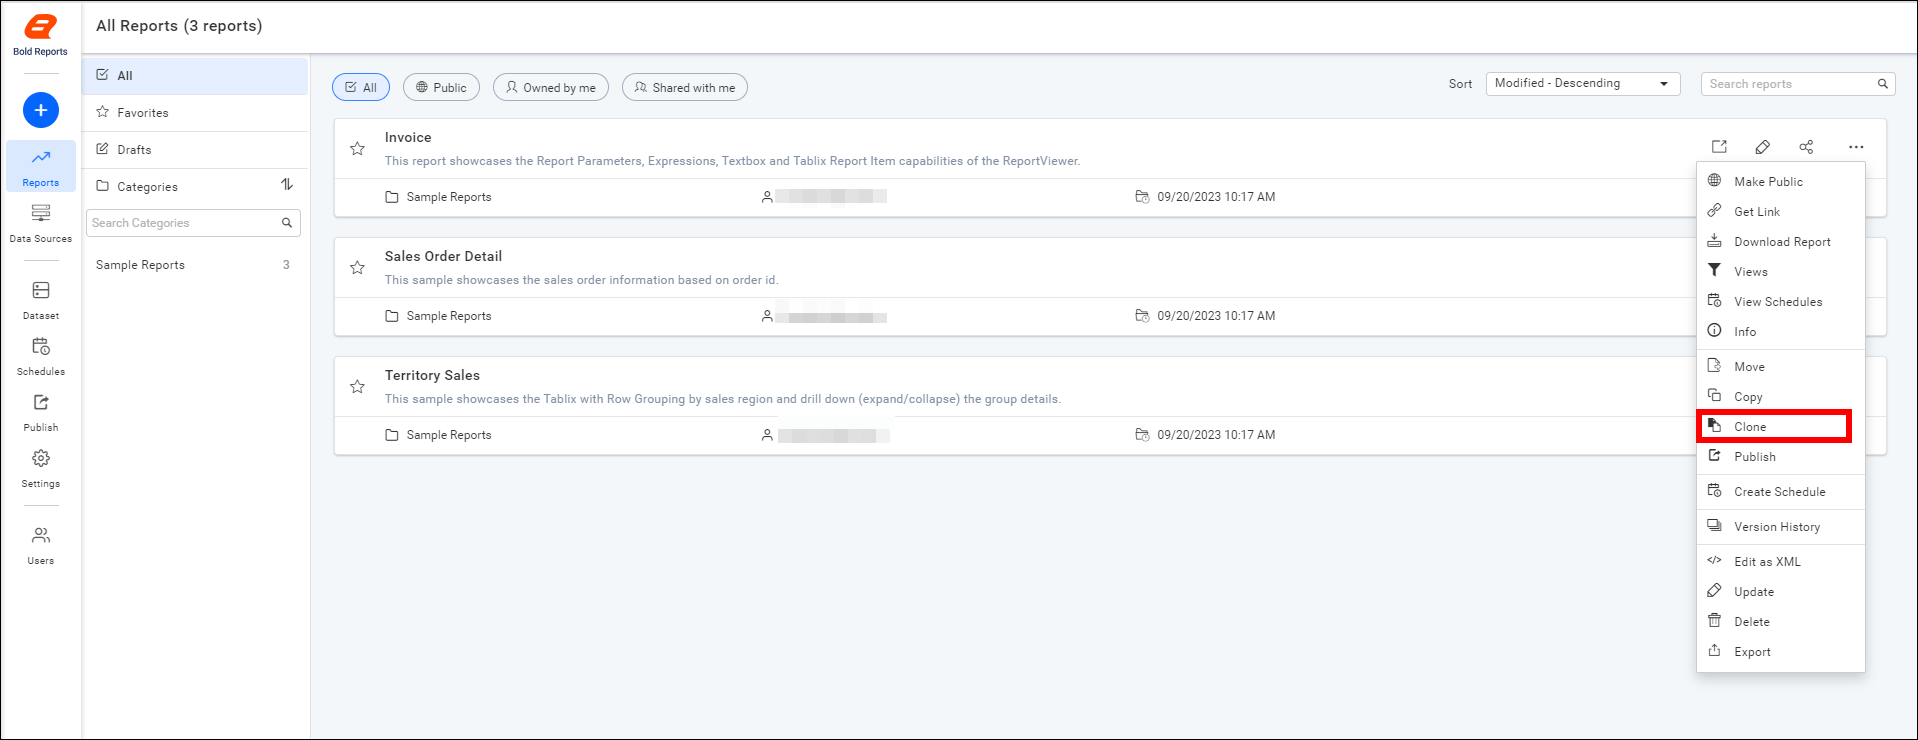 Bold Reports
Reports
Data Sources
Dataset
Schedules
Publish
Settings
Users
All Reports (3 reports)
All
Favorites
Drafts
Categories
Search Categories
Sample Reports 3
All Public Owned by me Shared with me
Sort Modified - Descending Search reports
Invoice
This report showcases the Report Parameters, Expressions, Textbox and Tablix Report Item capabilities of the ReportViewer.
Sample Reports 09/20/2023 10:17 AM
Sales Order Detail
This sample showcases the sales order information based on order id.
Sample Reports 09/20/2023 10:17 AM
Territory Sales
This sample showcases the Tablix with Row Grouping by sales region and drill down (expand/collapse) the group details.
Sample Reports 09/20/2023 10:17 AM
Make Public
Get Link
Download Report
Views
View Schedules
Info
Move
Copy
Clone
Publish
Create Schedule
Version History
Edit as XML
Update
Delete
Export